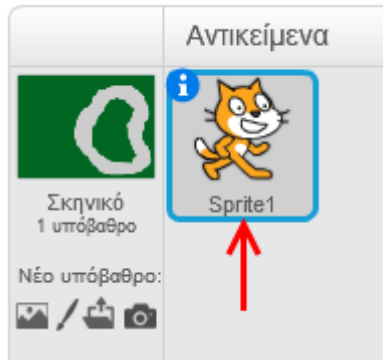 Αντικείμενα
Σκηνικό
1 υπόβαθρο
Νέο υπόβαθρο:
i
Sprite1